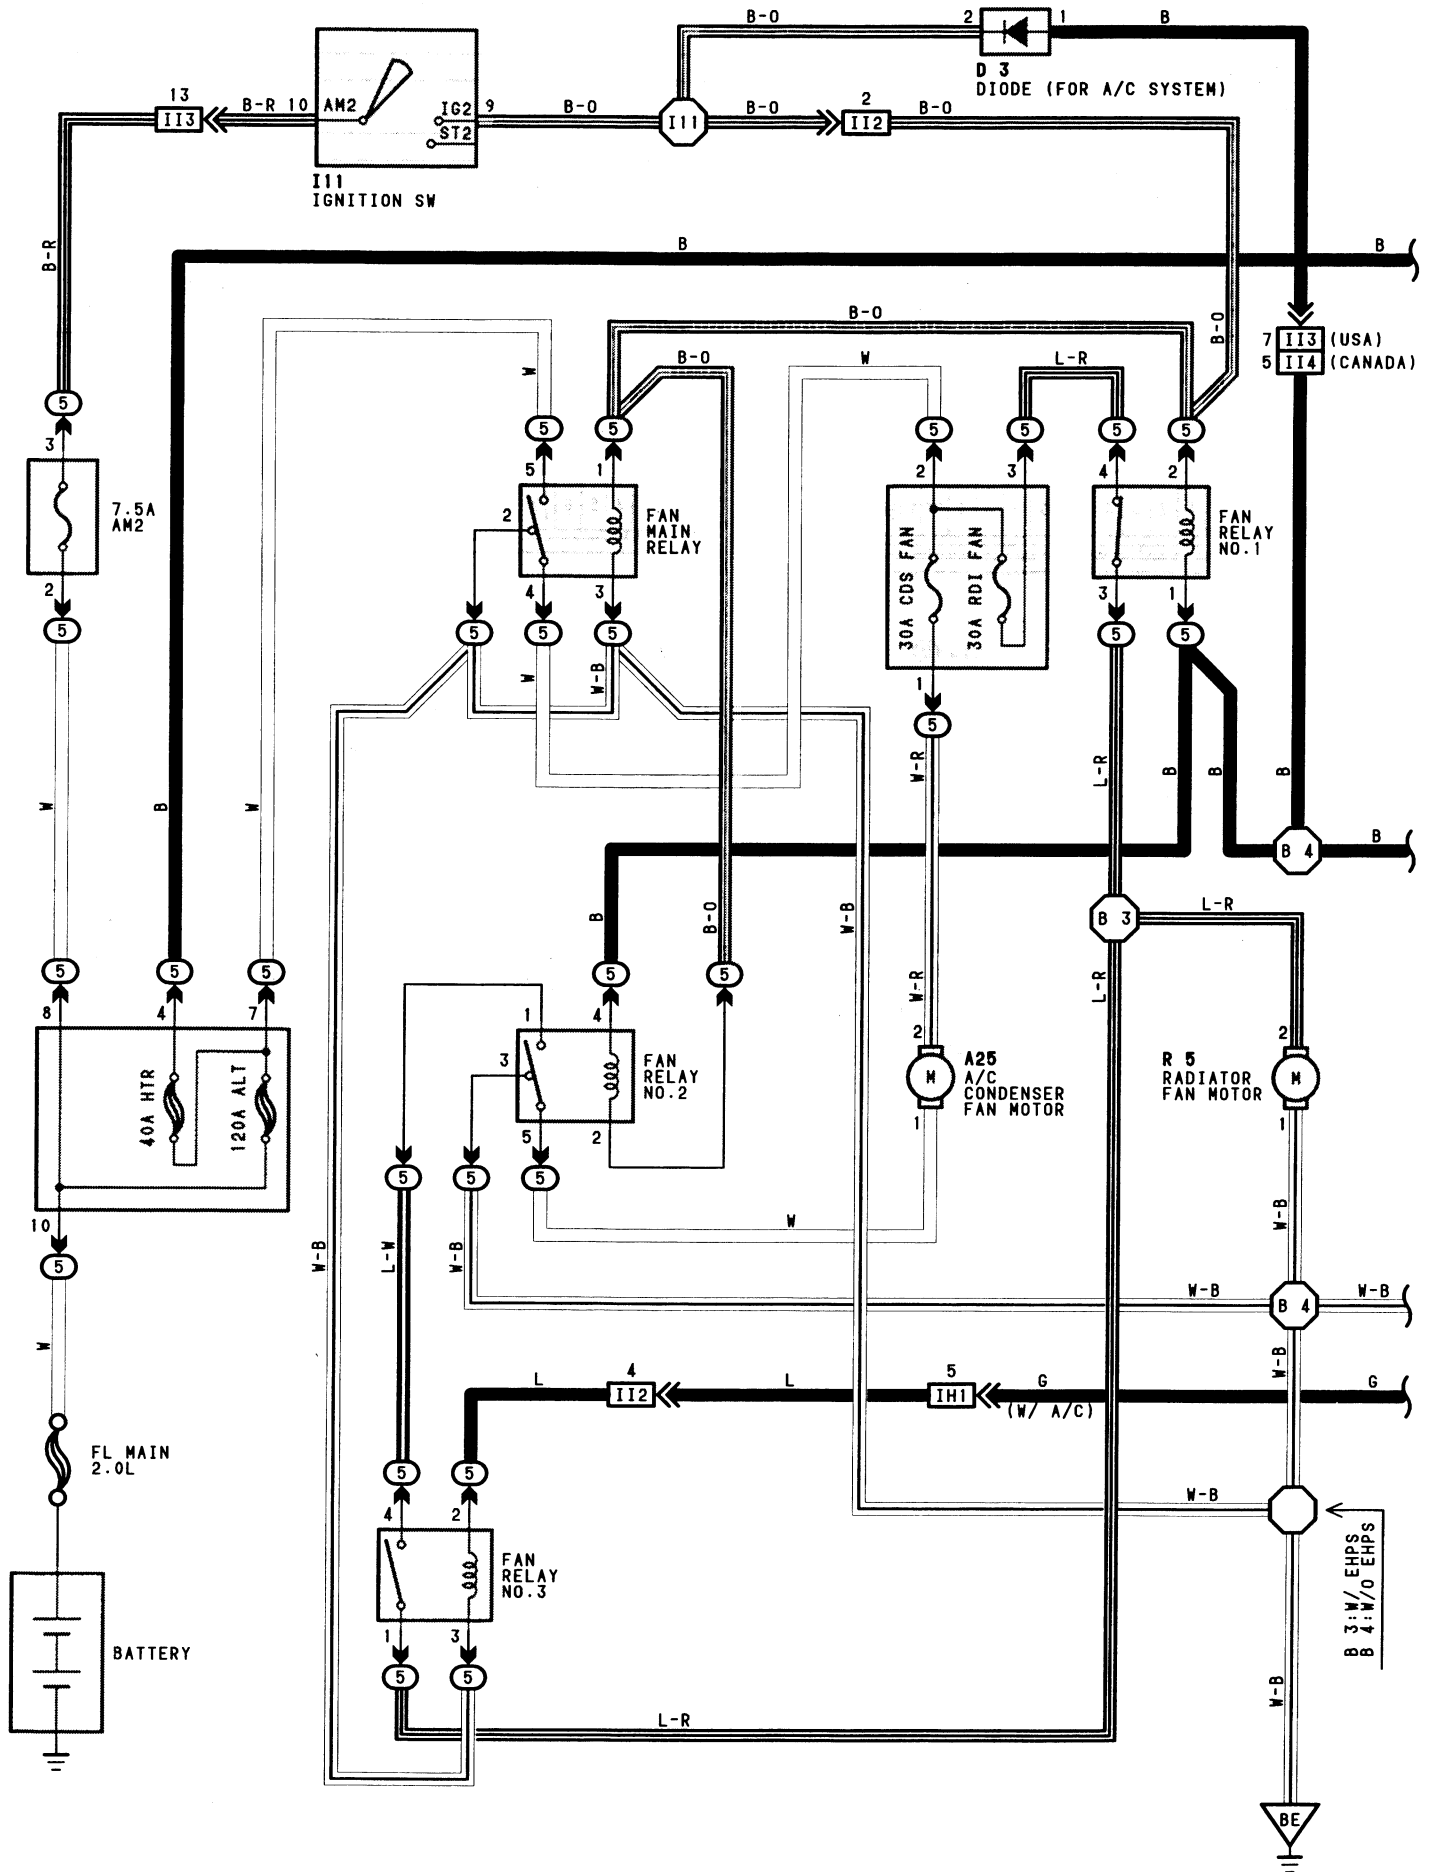 B-O
2
1
B
D 3
DIODE (FOR A/C SYSTEM)
13
II3
B-R
10
AM2
IG2
ST2
9
B-O
I11
B-O
2
II2
B-O
I11
IGNITION SW
B-R
B
B
B-O
B-O
7
II3
(USA)
5
II4
(CANADA)
W
B-O
W
L-R
5
5
5
5
5
5
5
3
5
1
2
3
4
2
7.5A
AM2
2
FAN
MAIN
RELAY
30A CDS FAN
30A RDI FAN
FAN
RELAY
NO.1
2
4
3
3
1
5
5
5
5
5
5
W
W-B
1
5
W
B
W
W-R
L-R
B
B
B
B 4
B
B
B-O
W-B
B 3
L-R
5
5
5
5
5
W-R
L-R
8
4
7
1
4
2
2
40A HTR
120A ALT
3
FAN
RELAY
NO.2
M
A25
A/C
CONDENSER
FAN MOTOR
R 5
RADIATOR
FAN MOTOR
M
5
2
1
1
5
5
5
10
5
W
W-B
W-B
L-W
W-B
W-B
B 4
W-B
W
W-B
L
4
II2
L
5
IH1
G
(W/ A/C)
G
FL MAIN
2.0L
5
5
4
2
W-B
FAN
RELAY
NO.3
B 3:W/ EHPS
B 4:W/O EHPS
1
3
BATTERY
5
5
W-B
L-R
BE